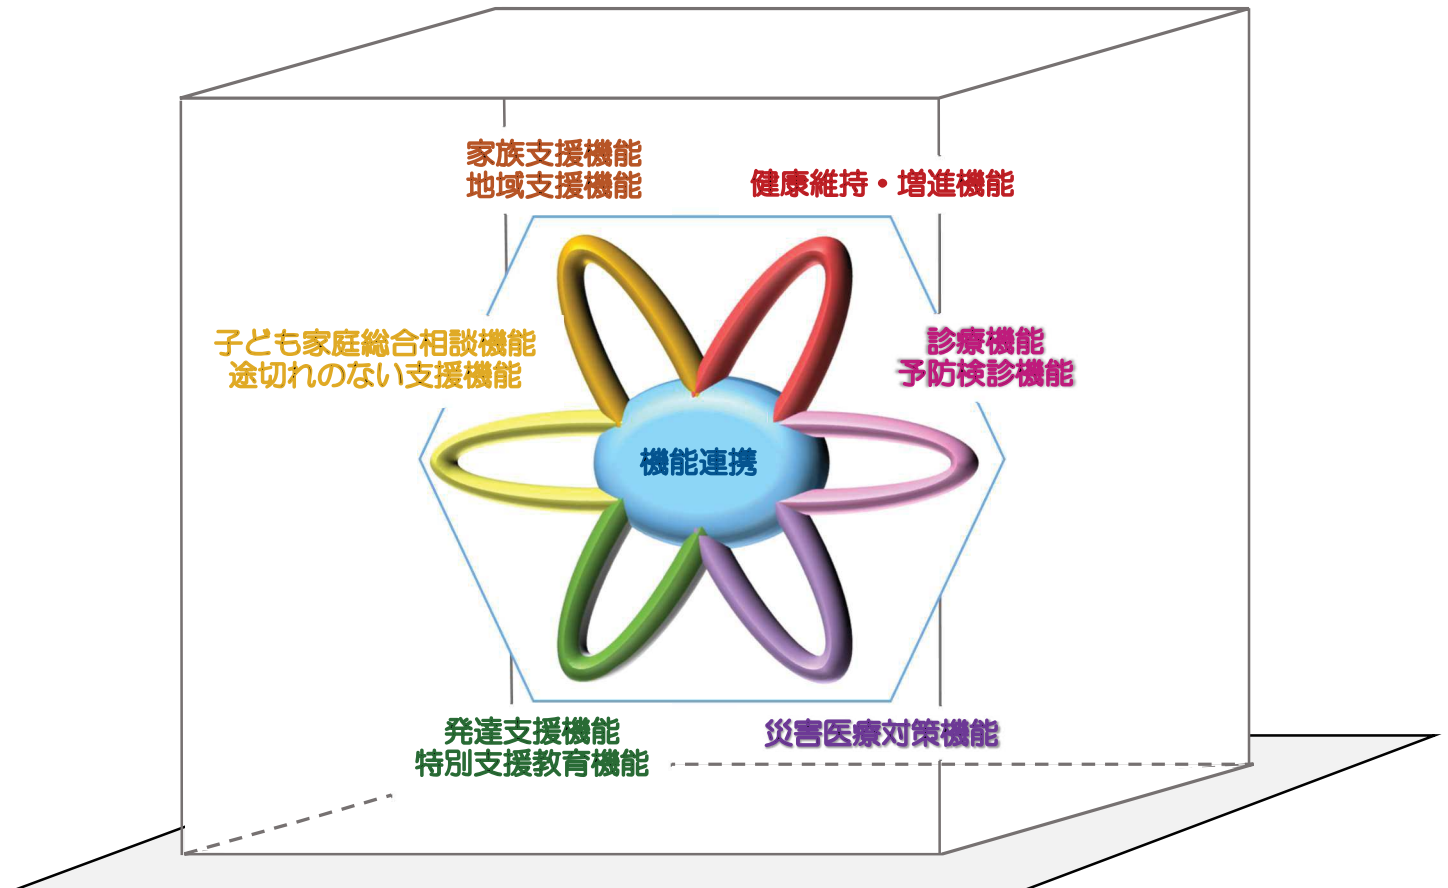 家族支援機能
地域支援機能
健康維持・増進機能
子ども家庭総合相談機能
途切れのない支援機能
診療機能
予防検診機能
機能連携
発達支援機能
特別支援教育機能
災害医療対策機能